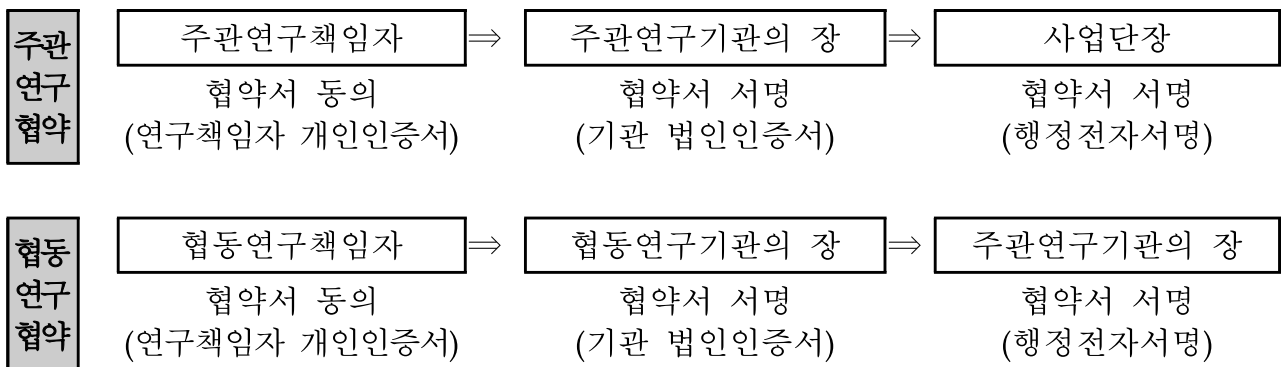 주관
연구
협약
주관연구책임자 ⇒ 주관연구기관의 장 ⇒ 사업단장
협약서 동의 협약서 서명 협약서 서명
(연구책임자 개인인증서) (기관 법인인증서) (행정전자서명)
협동
연구
협약
협동연구책임자 ⇒ 협동연구기관의 장 ⇒ 주관연구기관의 장
협약서 동의 협약서 서명 협약서 서명
(연구책임자 개인인증서) (기관 법인인증서) (행정전자서명)